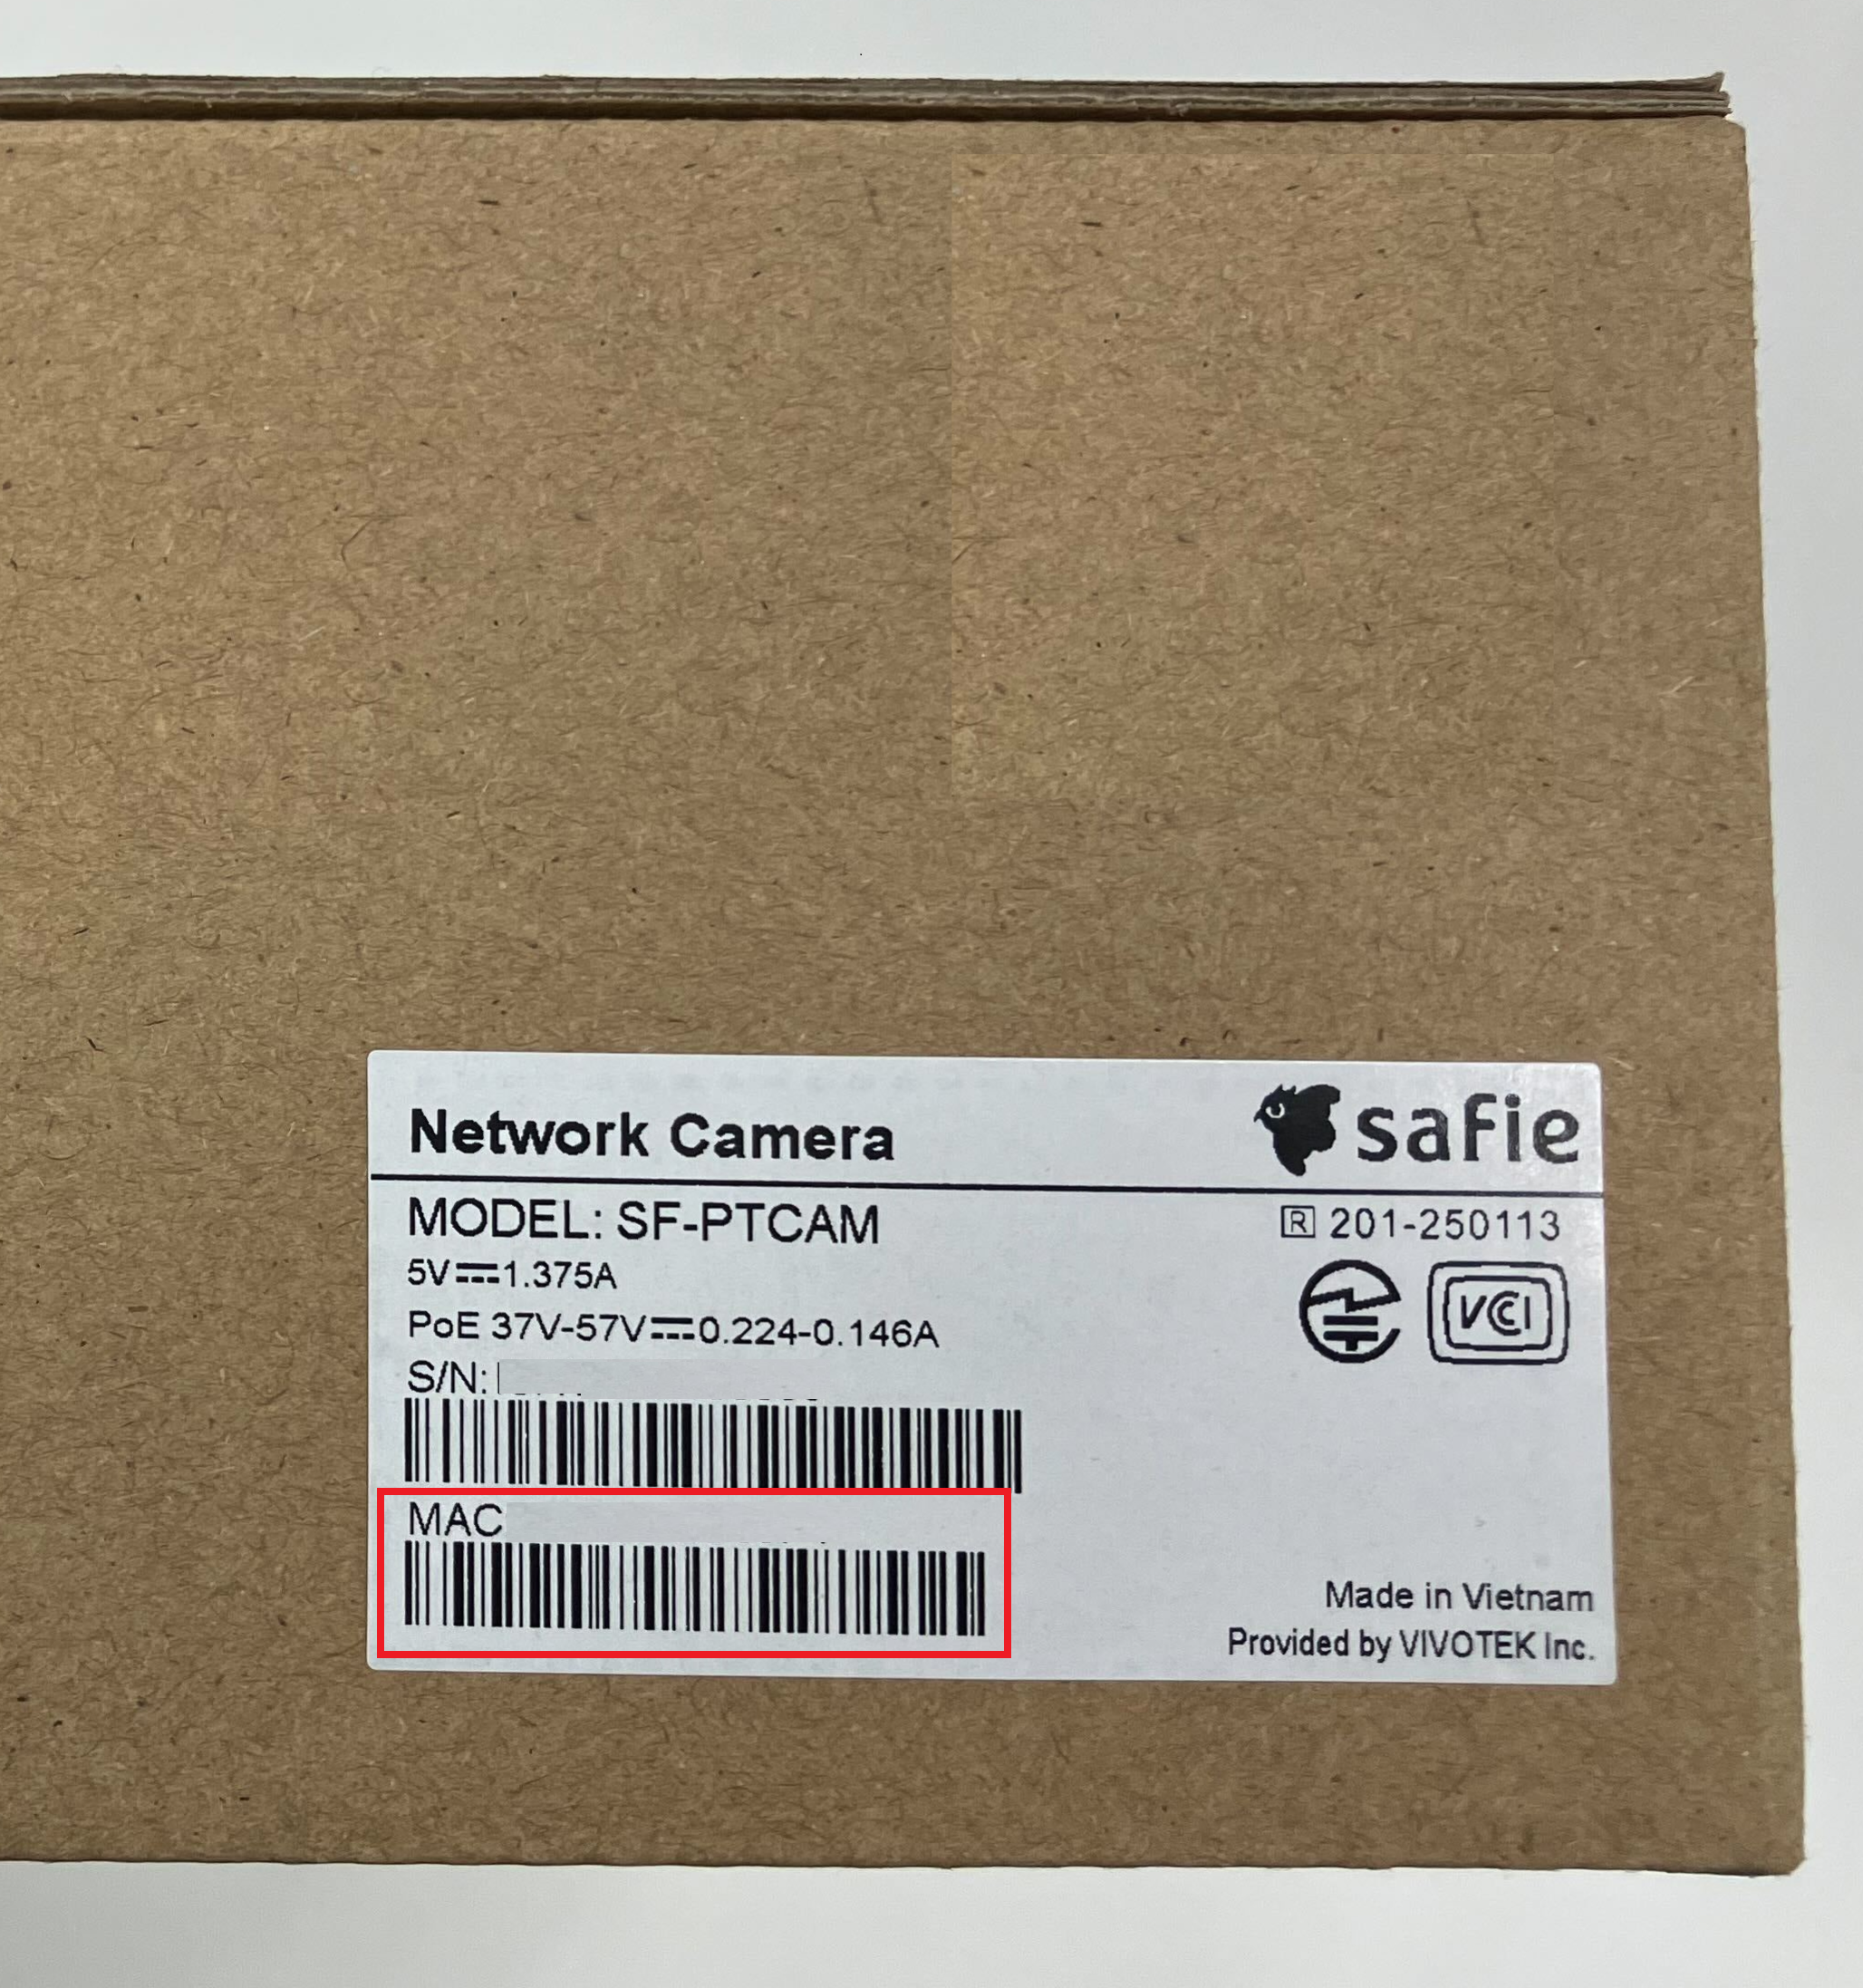 Network Camera
safie
MODEL: SF-PTCAM
R 201-250113
5V⎓1.375A
PoE 37V-57V⎓0.224-0.146A
VCCI
S/N:
MAC
Made in Vietnam
Provided by VIVOTEK Inc.